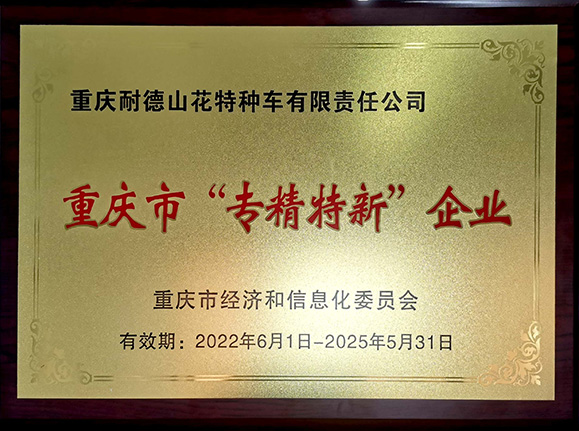 重庆耐德山花特种车有限责任公司
重庆市“专精特新”企业
重庆市经济和信息化委员会
有效期：2022年6月1日-2025年5月31日